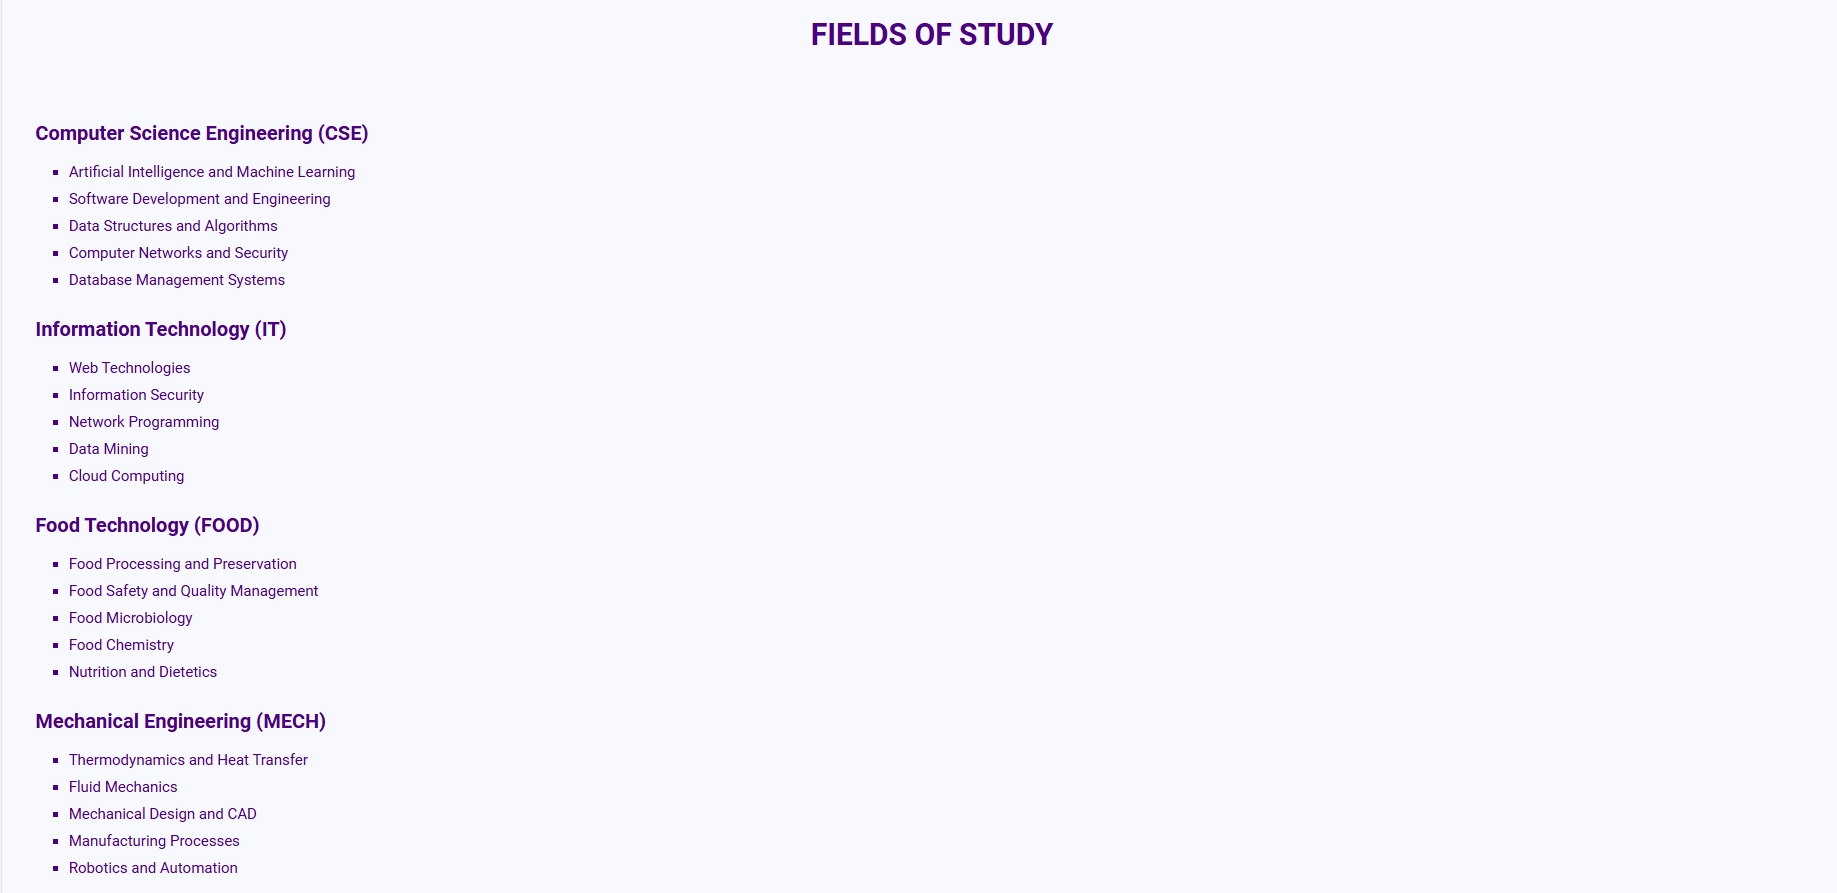 FIELDS OF STUDY
Computer Science Engineering (CSE)
Artificial Intelligence and Machine Learning
Software Development and Engineering
Data Structures and Algorithms
Computer Networks and Security
Database Management Systems
Information Technology (IT)
Web Technologies
Information Security
Network Programming
Data Mining
Cloud Computing
Food Technology (FOOD)
Food Processing and Preservation
Food Safety and Quality Management
Food Microbiology
Food Chemistry
Nutrition and Dietetics
Mechanical Engineering (MECH)
Thermodynamics and Heat Transfer
Fluid Mechanics
Mechanical Design and CAD
Manufacturing Processes
Robotics and Automation